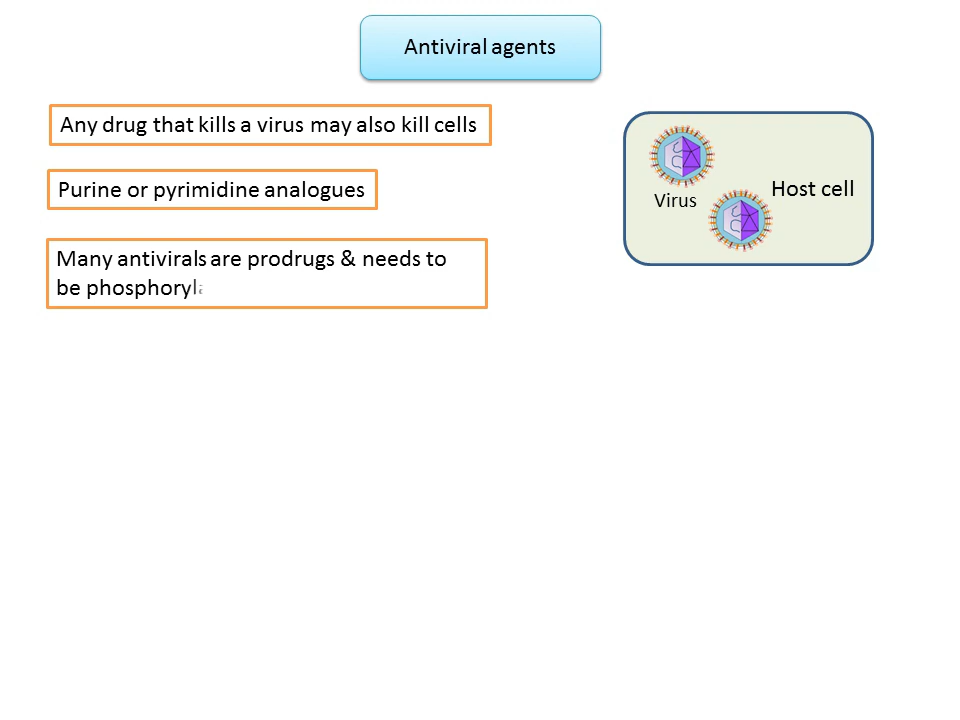 Antiviral agents
Any drug that kills a virus may also kill cells
Purine or pyrimidine analogues
Many antivirals are prodrugs & needs to
be
Virus
Host cell